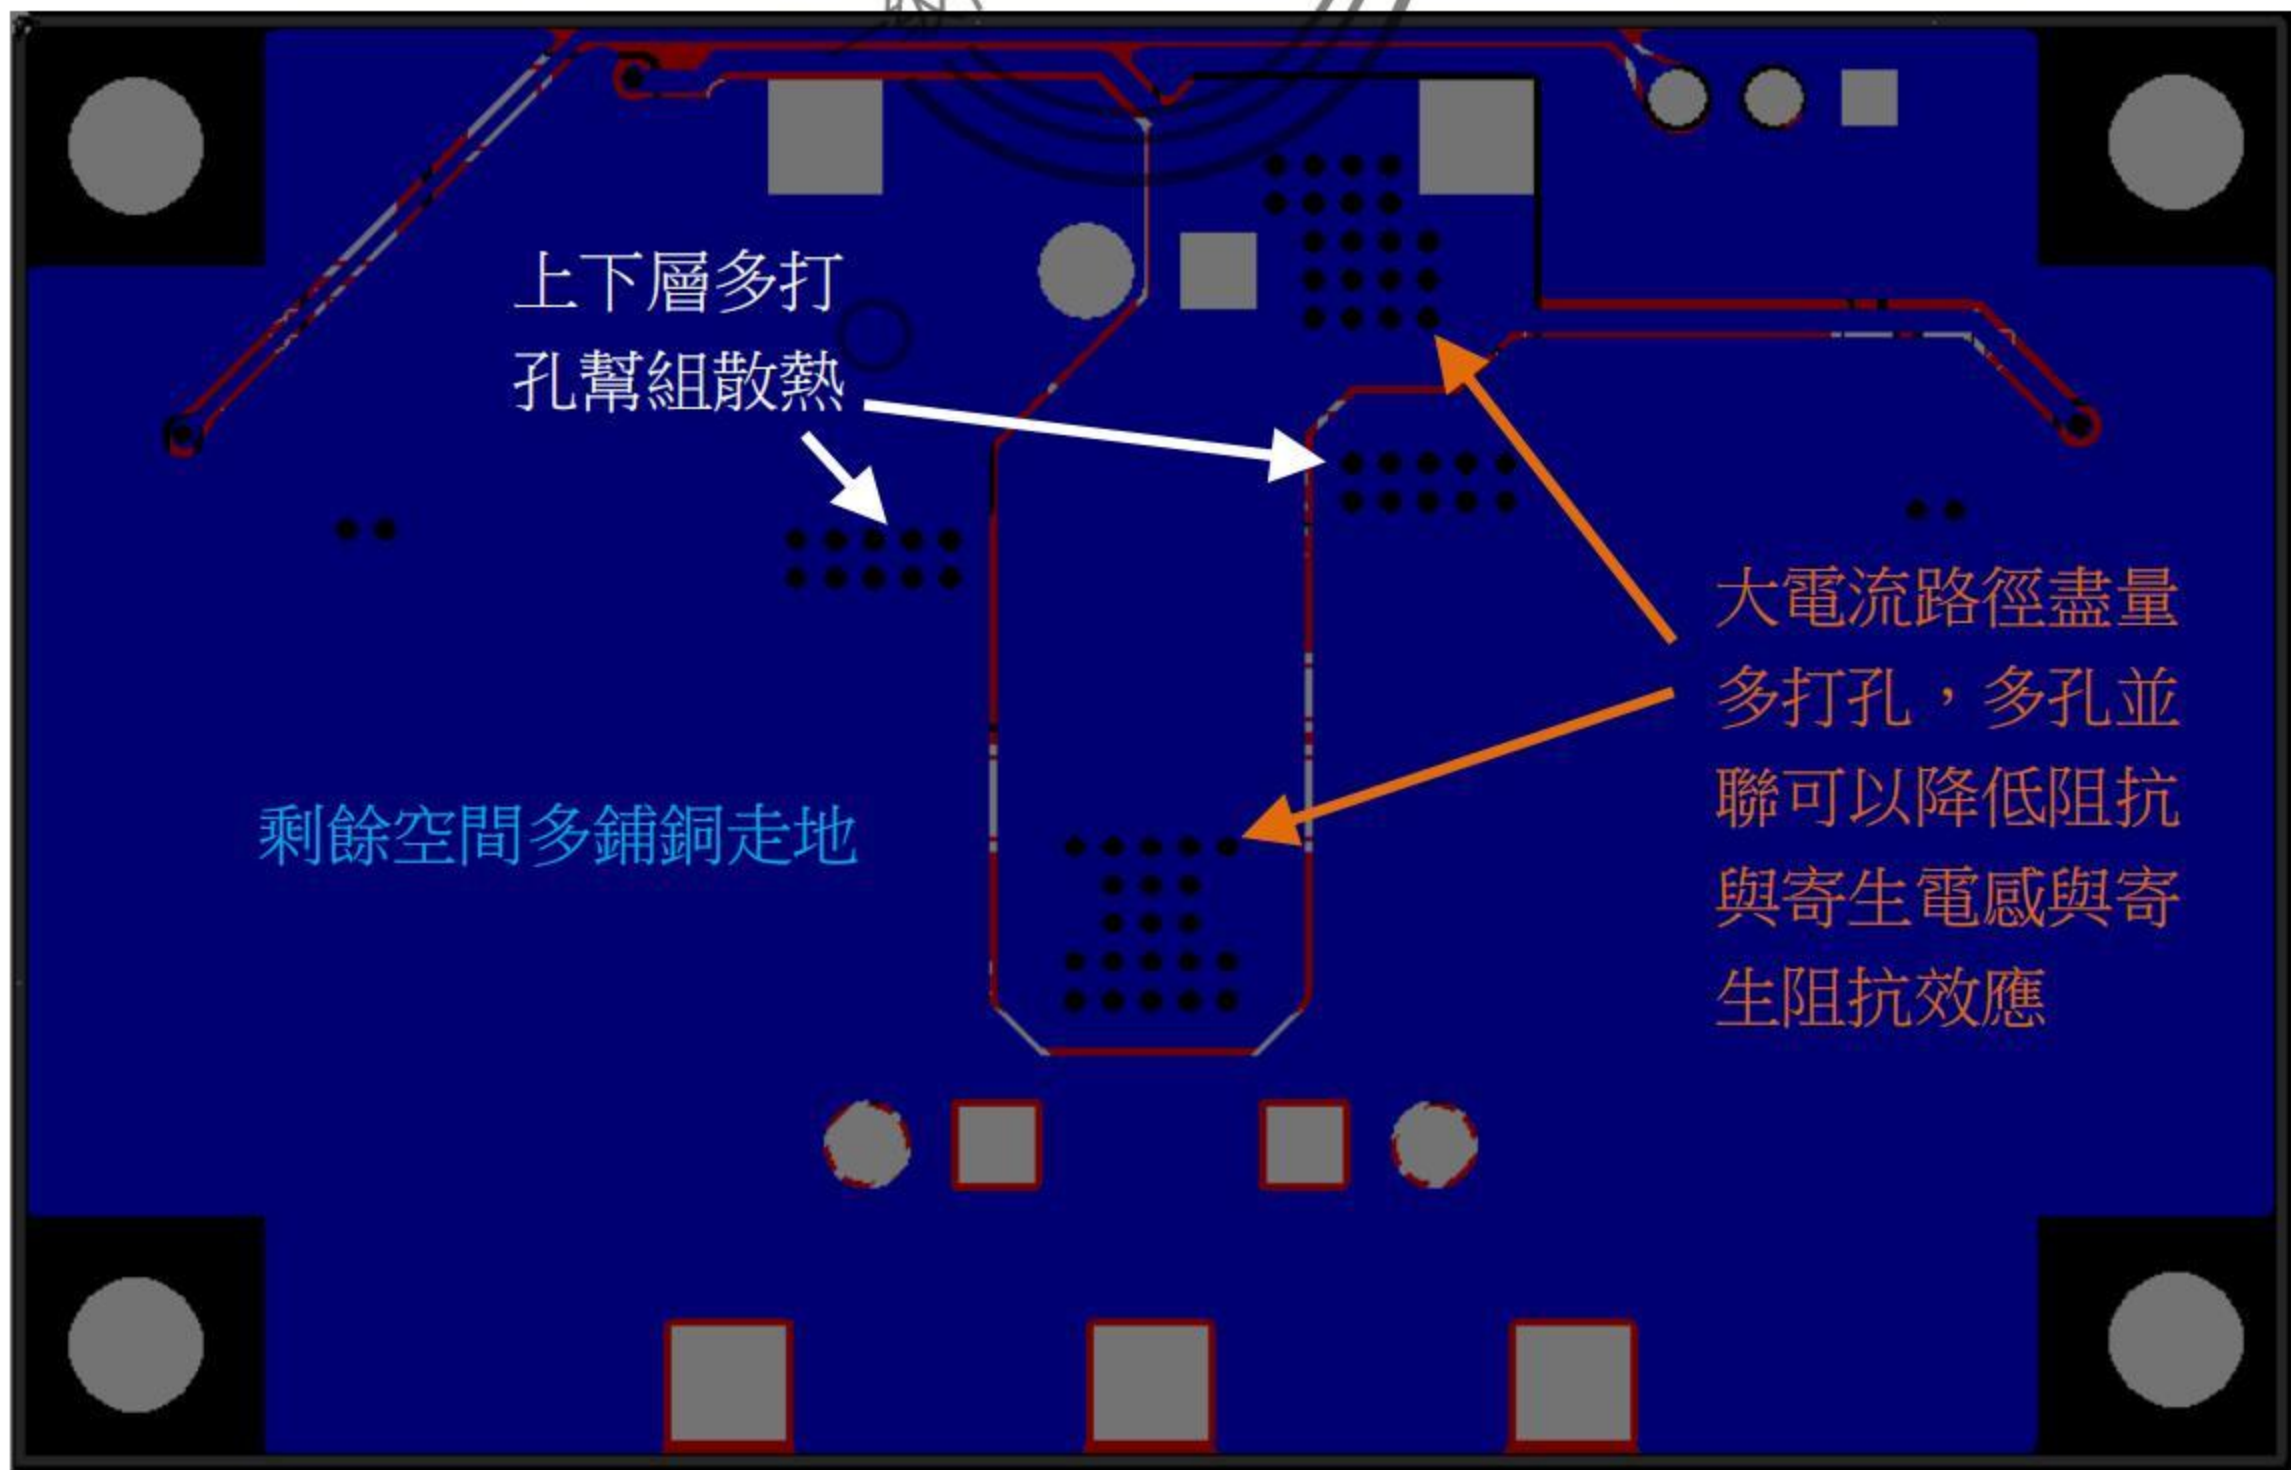 上下層多打
孔幫組散熱
大電流路徑盡量
多打孔，多孔並
聯可以降低阻抗
與寄生電感與寄
生阻抗效應
剩餘空間多鋪銅走地